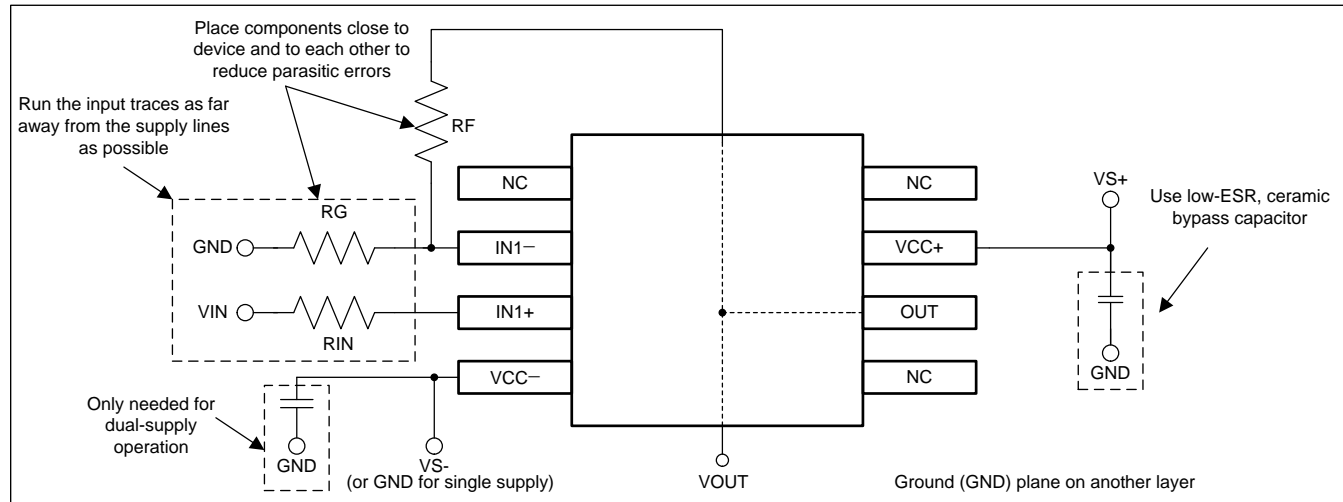 Place components close to
device and to each other to
reduce parasitic errors
Run the input traces as far
away from the supply lines
as possible
RF
NC
NC
VS+
Use low-ESR, ceramic
bypass capacitor
RG
GND
IN1−
VCC+
VIN
IN1+
OUT
RIN
GND
VCC−
NC
Only needed for
dual-supply
operation
GND
VS-
(or GND for single supply)
VOUT
Ground (GND) plane on another layer